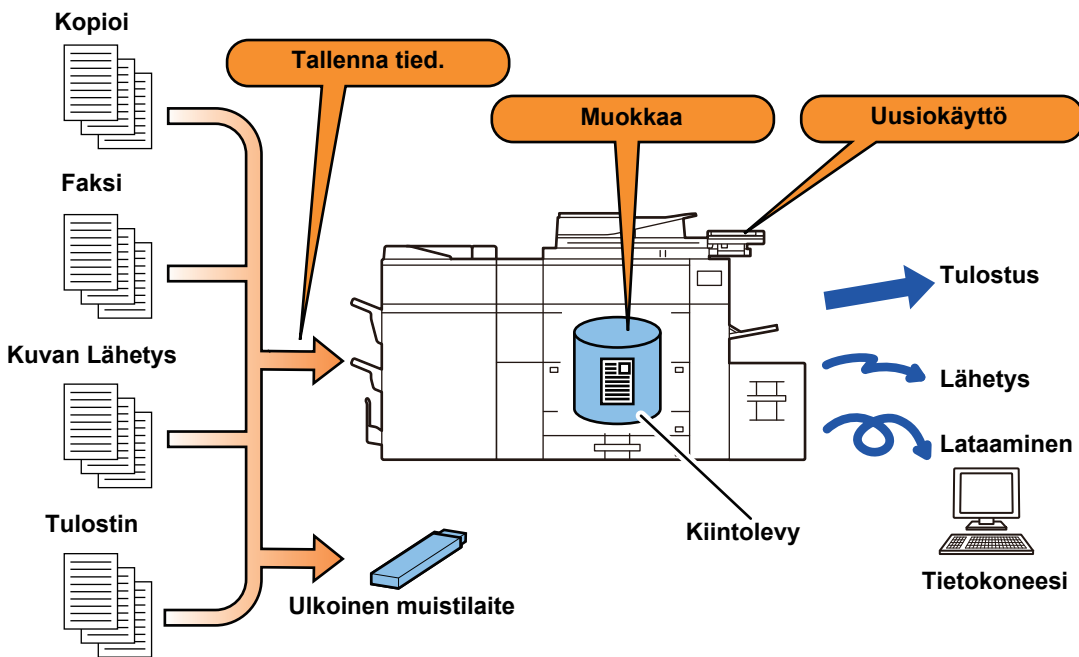 Kopioi
Tallenna tied.
Muokkaa
Uusiokäyttö
Faksi
Tulostus
Kuvan Lähetys
Lähetys
Lataaminen
Tulostin
Kiintolevy
Tietokoneesi
Ulkoinen muistilaite